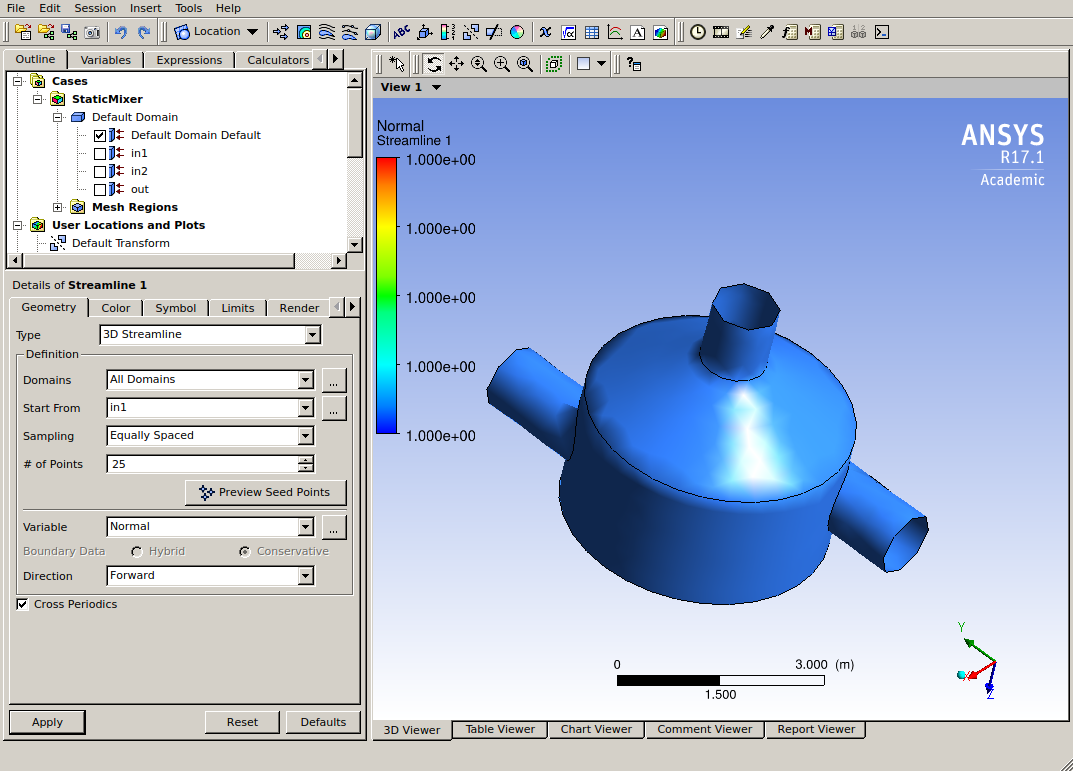 File Edit Session Insert Tools Help
Location
ABC
A
Outline Variables Expressions Calculators
Cases
StaticMixer
Default Domain
Default Domain Default
in1
in2
out
Mesh Regions
User Locations and Plots
Default Transform
Details of Streamline 1
Geometry Color Symbol Limits Render
Type 3D Streamline
Definition
Domains All Domains ...
Start From in1 ...
Sampling Equally Spaced
# of Points 25
Preview Seed Points
Variable Normal ...
Boundary Data Hybrid Conservative
Direction Forward
Cross Periodics
Apply Reset Defaults
View 1
Normal
Streamline 1
1.000e+00
1.000e+00
1.000e+00
1.000e+00
1.000e+00
ANSYS
R17.1
Academic
0 3.000 (m)
1.500
Y
X
Z
3D Viewer Table Viewer Chart Viewer Comment Viewer Report Viewer